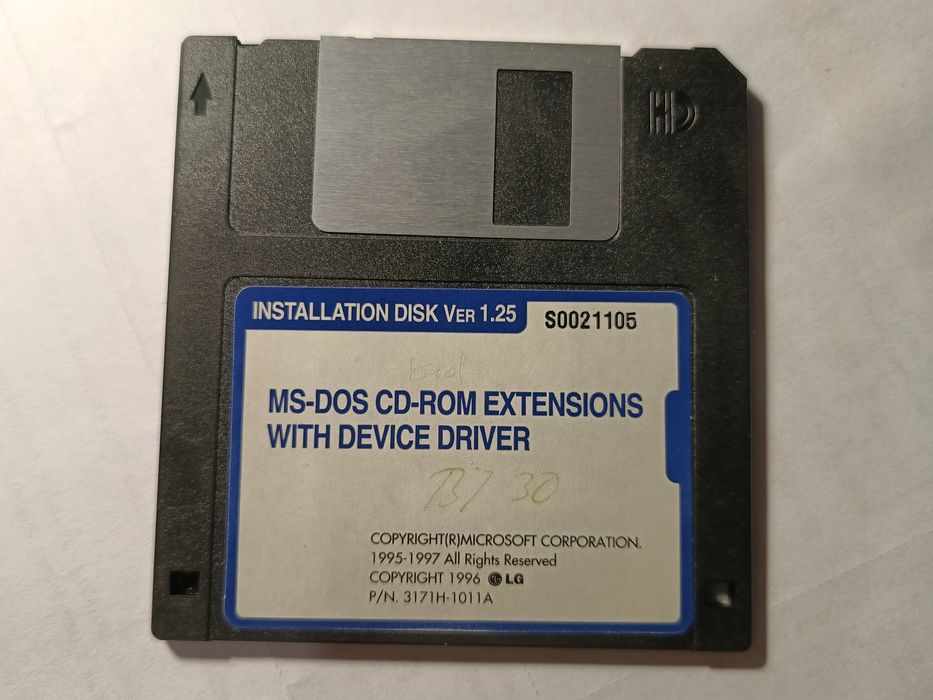 HD
INSTALLATION DISK VER 1.25
S0021105
MS-DOS CD-ROM EXTENSIONS
WITH DEVICE DRIVER
30
COPYRIGHT(R)MICROSOFT CORPORATION.
1995-1997 All Rights Reserved
COPYRIGHT 1996 LG
P/N. 3171H-1011A